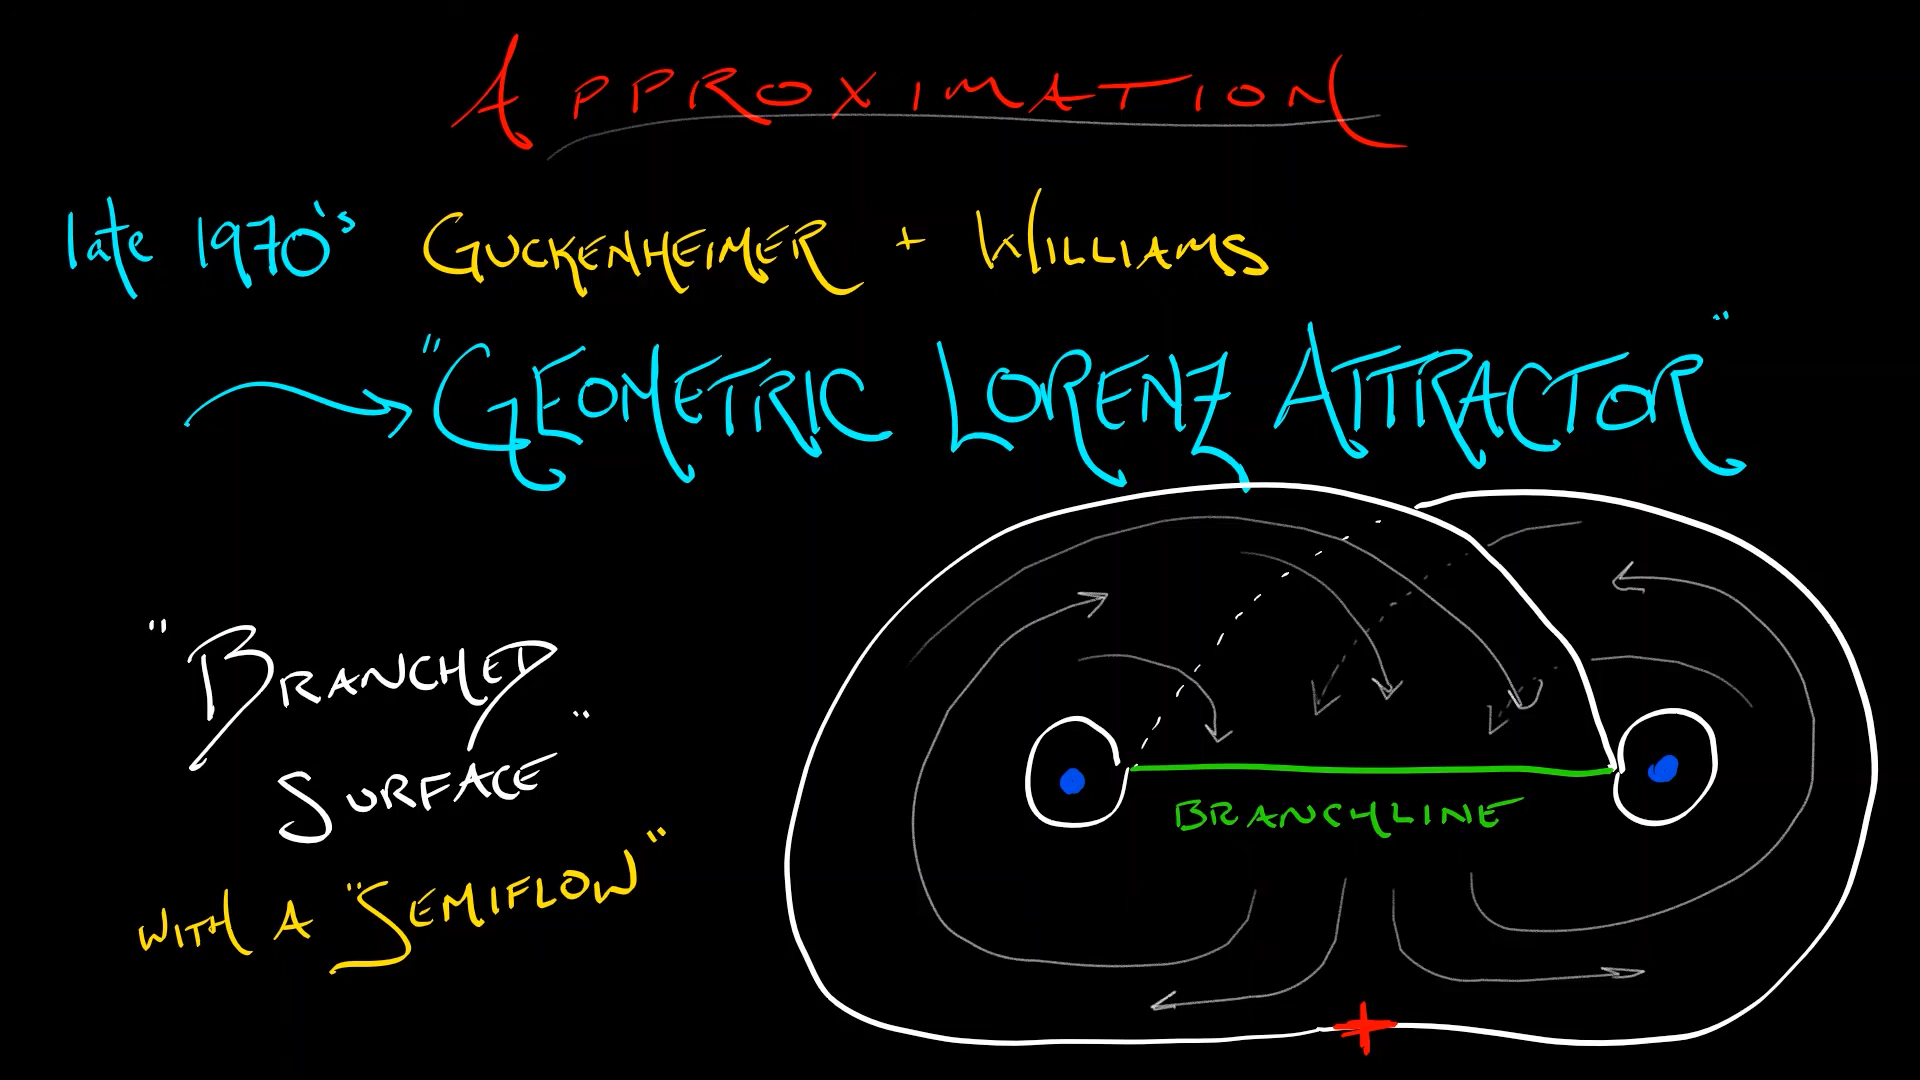 APPROXIMATION
late 1970's GUCKENHEIMER + WILLIAMS
"GEOMETRIC LORENZ ATTRACTOR"
"BRANCHED
SURFACE"
WITH A "SEMIFLOW"
BRANCHLINE